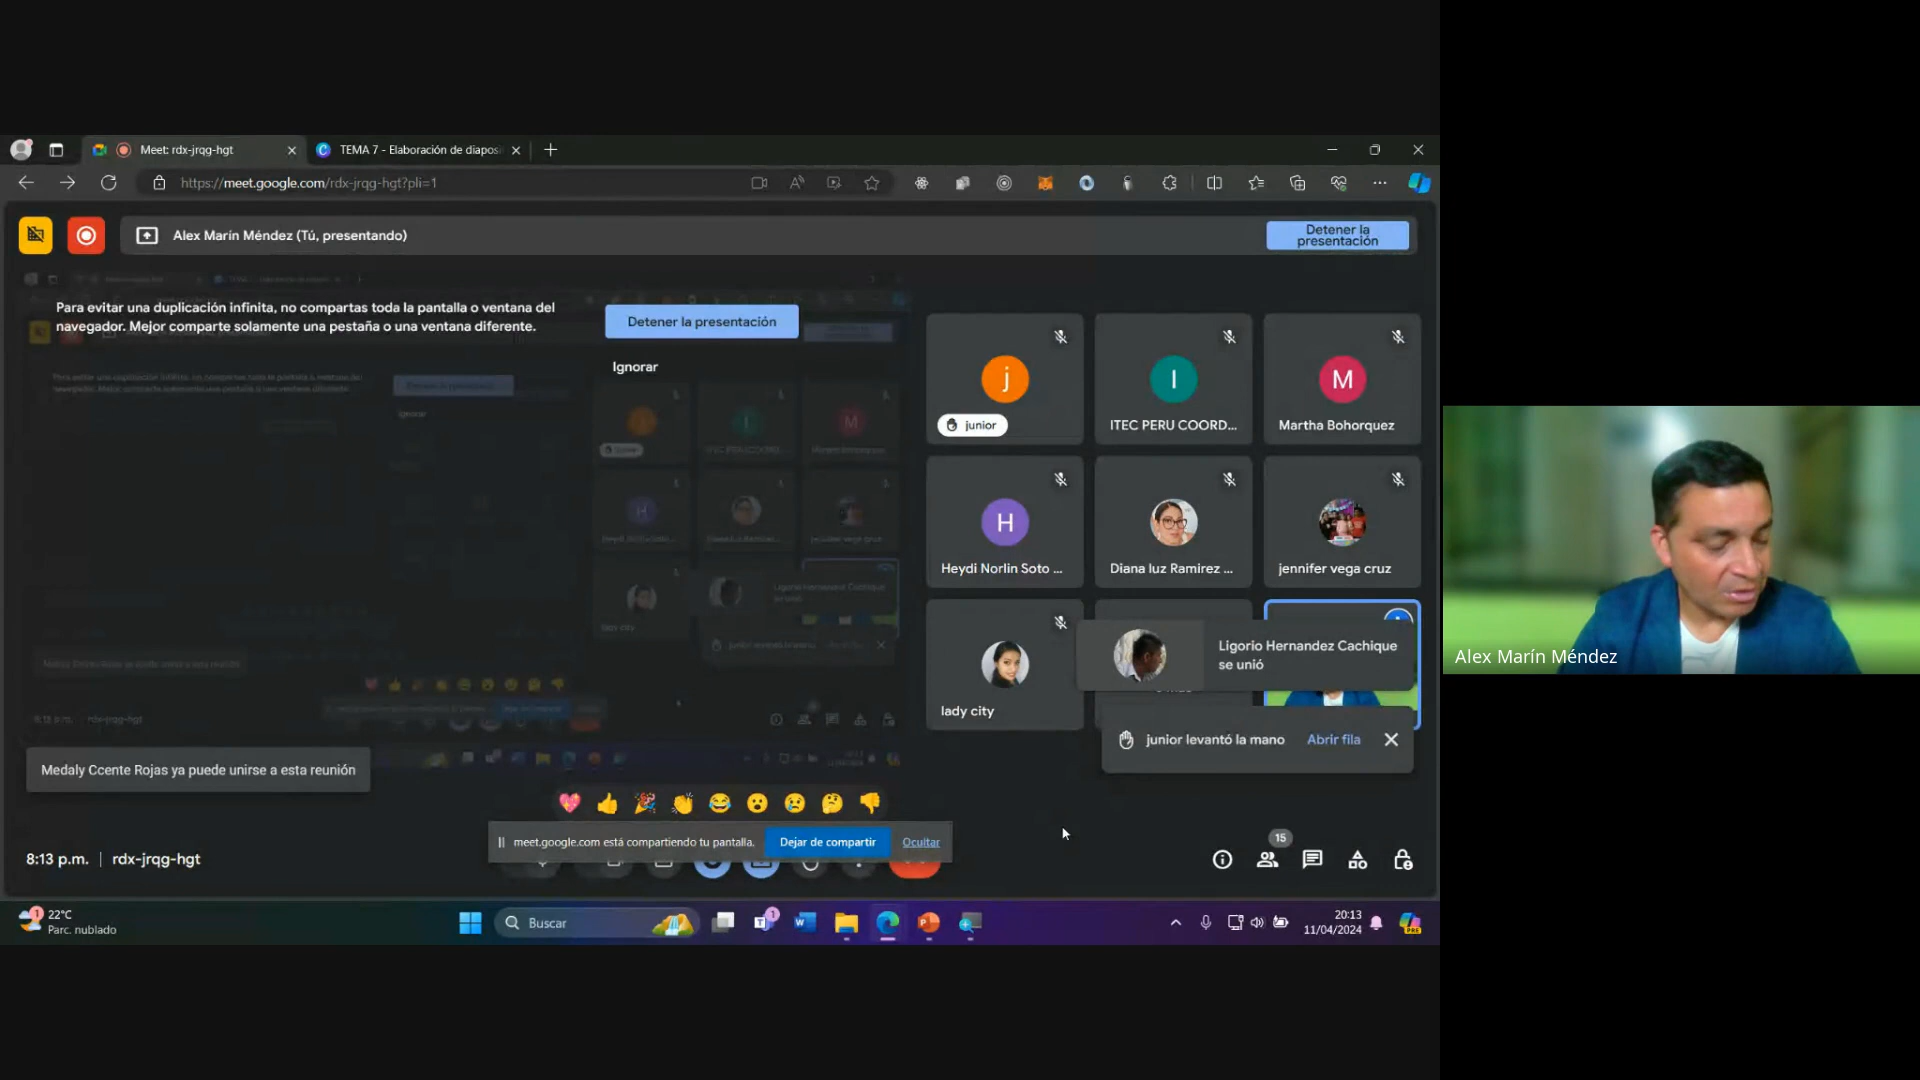 Meet: rdx-jrqg-hgt
TEMA 7 - Elaboración de diapos
https://meet.google.com/rdx-jrqg-hgt?pli=1
Alex Marín Méndez (Tú, presentando)
Detener la
presentación
Para evitar una duplicación infinita, no compartas toda la pantalla o ventana del
navegador. Mejor comparte solamente una pestaña o una ventana diferente.
Detener la presentación
Ignorar
j
junior
I
ITEC PERU COORD...
M
Martha Bohorquez
H
Heydi Norlin Soto ...
Diana luz Ramirez ...
jennifer vega cruz
lady city
Ligorio Hernandez Cachique
se unió
junior levantó la mano
Abrir fila
Alex Marín Méndez
Medaly Ccente Rojas ya puede unirse a esta reunión
meet.google.com está compartiendo tu pantalla.
Dejar de compartir
Ocultar
8:13 p.m. | rdx-jrqg-hgt
15
1
22°C
Parc. nublado
Buscar
1
20:13
11/04/2024